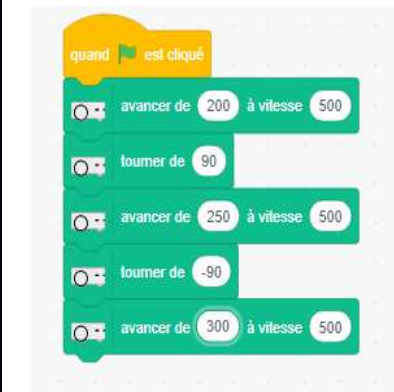 quand est cliqué
avancer de 200 à vitesse 500
tourner de 90
avancer de 250 à vitesse 500
tourner de -90
avancer de 300 à vitesse 500